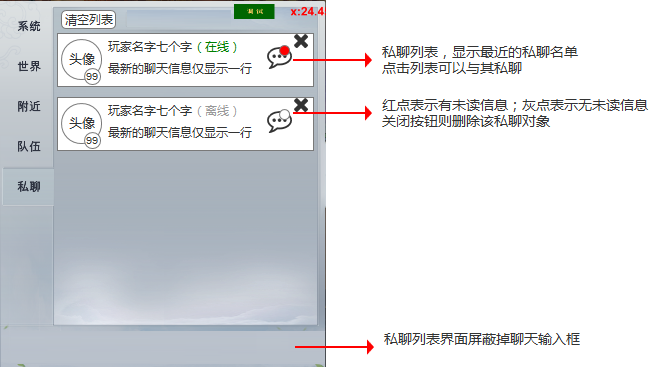 x:24.4
清空列表
系统
世界
附近
队伍
私聊
头像
99
玩家名字七个字（在线）
最新的聊天信息仅显示一行
头像
99
玩家名字七个字（离线）
最新的聊天信息仅显示一行
私聊列表，显示最近的私聊名单
点击列表可以与其私聊
红点表示有未读信息；灰点表示无未读信息
关闭按钮则删除该私聊对象
私聊列表界面屏蔽掉聊天输入框